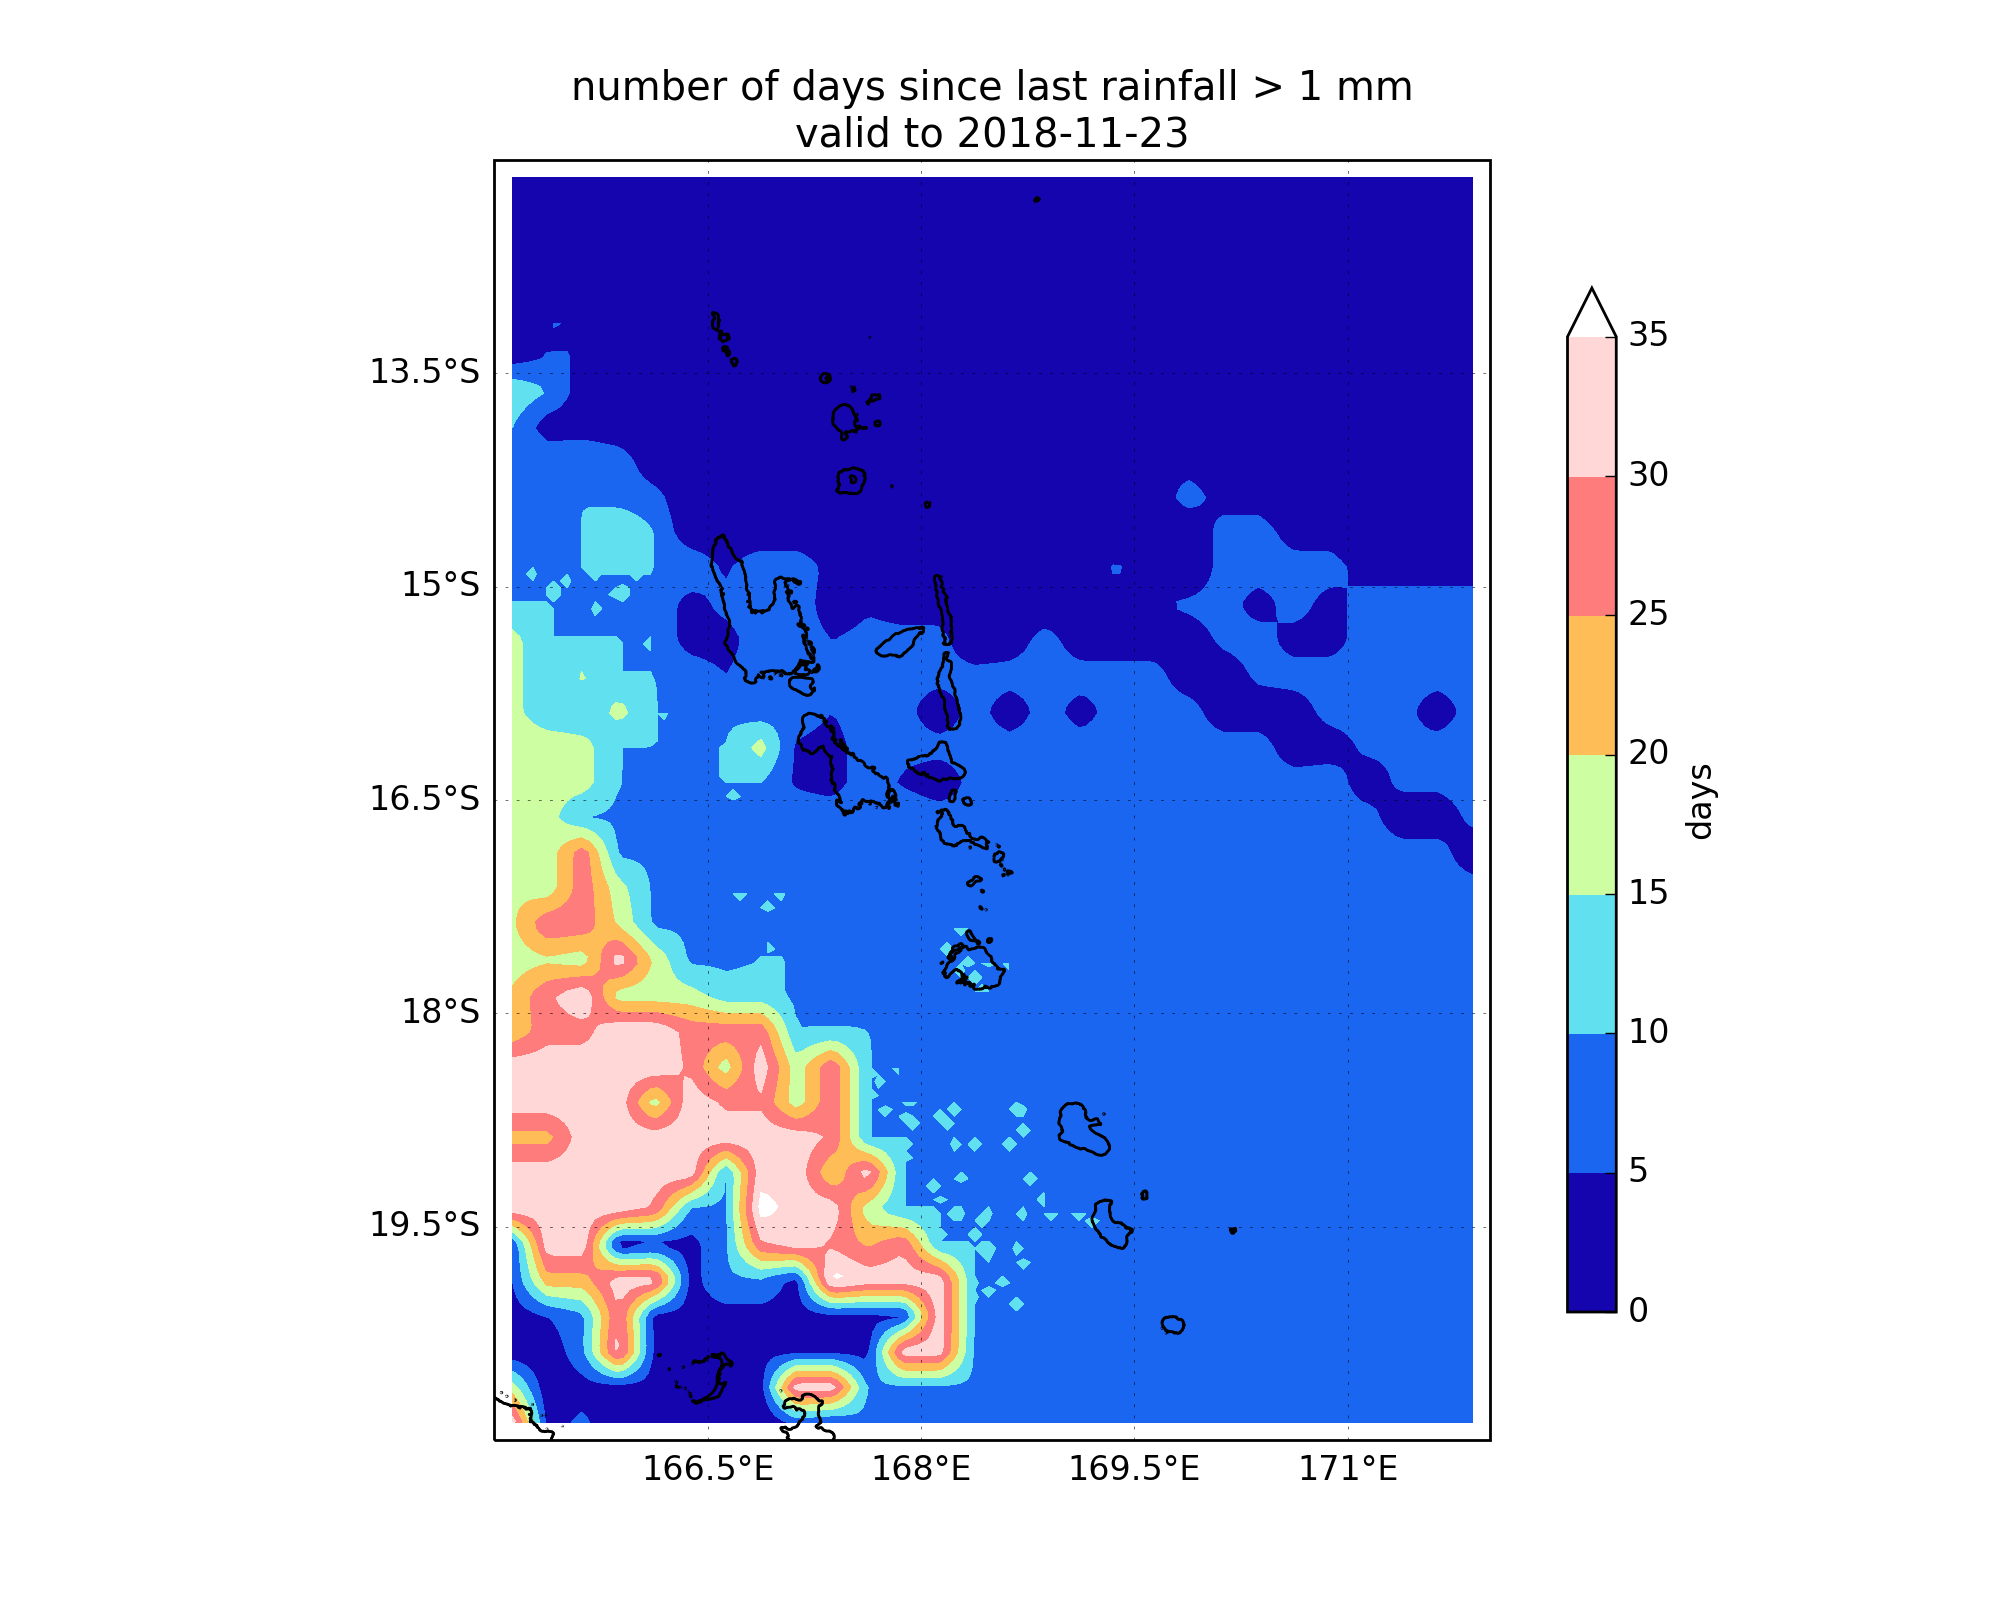 number of days since last rainfall > 1 mm
valid to 2018-11-23
13.5°S
15°S
16.5°S
18°S
19.5°S
166.5°E
168°E
169.5°E
171°E
35
30
25
20
15
10
5
0
days